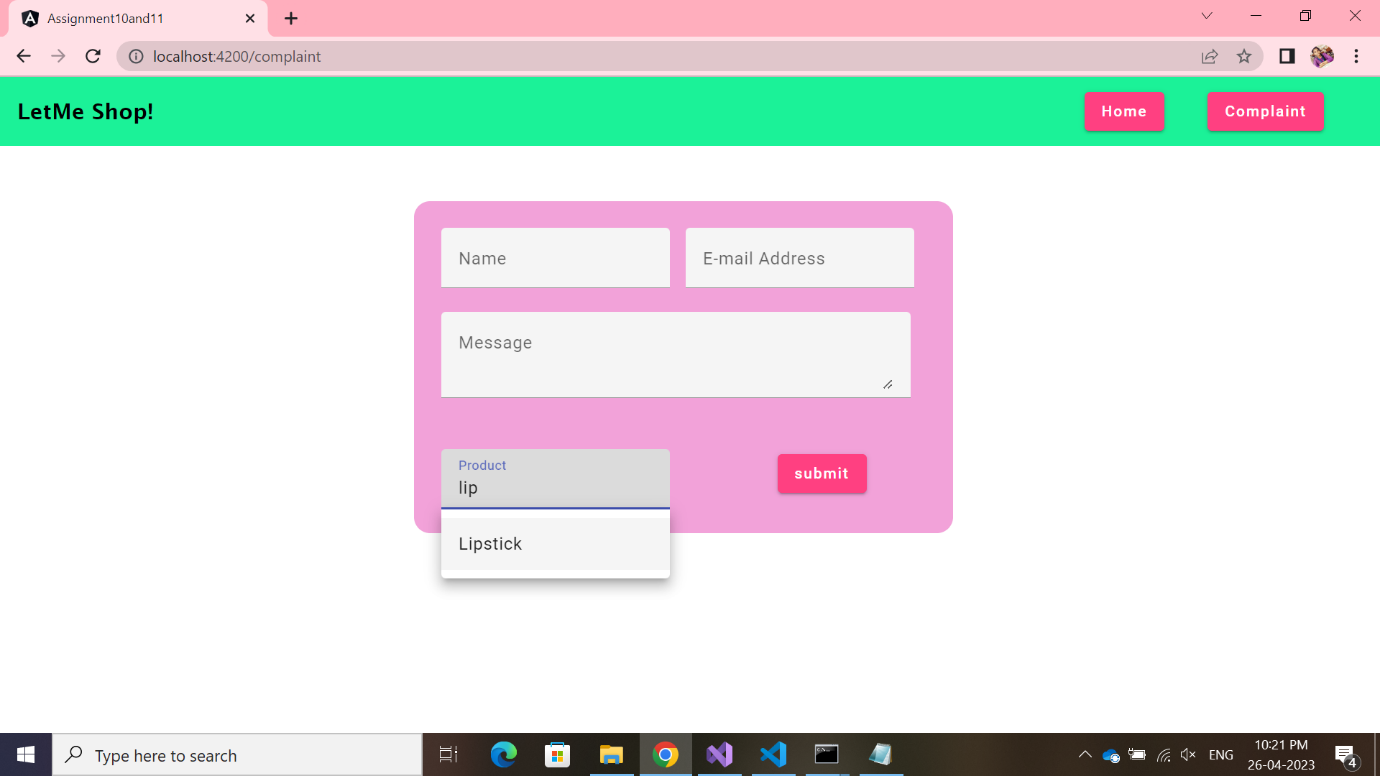 Assignment10and11
localhost:4200/complaint
LetMe Shop!
Home
Complaint
Name
E-mail Address
Message
Product
lip
submit
Lipstick
Type here to search
ENG
10:21 PM
26-04-2023
4